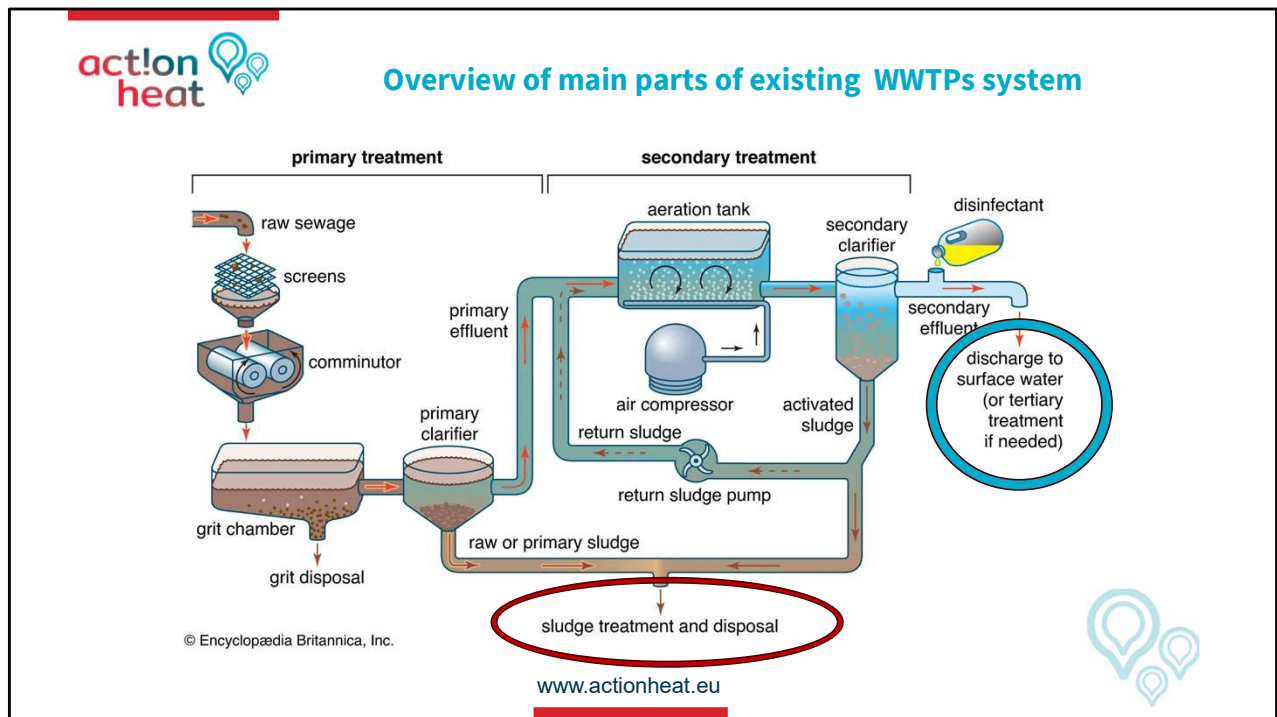 act!on
heat
Overview of main parts of existing WWTPs system
primary treatment
secondary treatment
raw sewage
screens
comminutor
grit chamber
grit disposal
primary
clarifier
raw or primary sludge
primary
effluent
aeration tank
air compressor
return sludge
return sludge pump
secondary
clarifier
activated
sludge
disinfectant
secondary
effluent
discharge to
surface water
(or tertiary
treatment
if needed)
sludge treatment and disposal
© Encyclopædia Britannica, Inc.
www.actionheat.eu